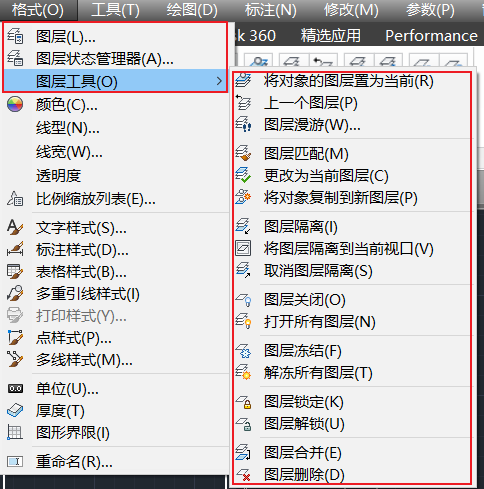 格式(O) 工具(T) 绘图(D) 标注(N) 修改(M) 参数(P)
sk 360 精选应用 Performance
图层(L)...
图层状态管理器(A)...
图层工具(O)
颜色(C)...
线型(N)...
线宽(W)...
透明度
比例缩放列表(E)...
文字样式(S)...
标注样式(D)...
表格样式(B)...
多重引线样式(I)
打印样式(Y)...
点样式(P)...
多线样式(M)...
0.0 单位(U)...
厚度(T)
图形界限(I)
重命名(R)...
将对象的图层置为当前(R)
上一个图层(P)
图层漫游(W)...
图层匹配(M)
更改为当前图层(C)
将对象复制到新图层(P)
图层隔离(I)
将图层隔离到当前视口(V)
取消图层隔离(S)
图层关闭(O)
打开所有图层(N)
图层冻结(F)
解冻所有图层(T)
图层锁定(K)
图层解锁(U)
图层合并(E)
图层删除(D)